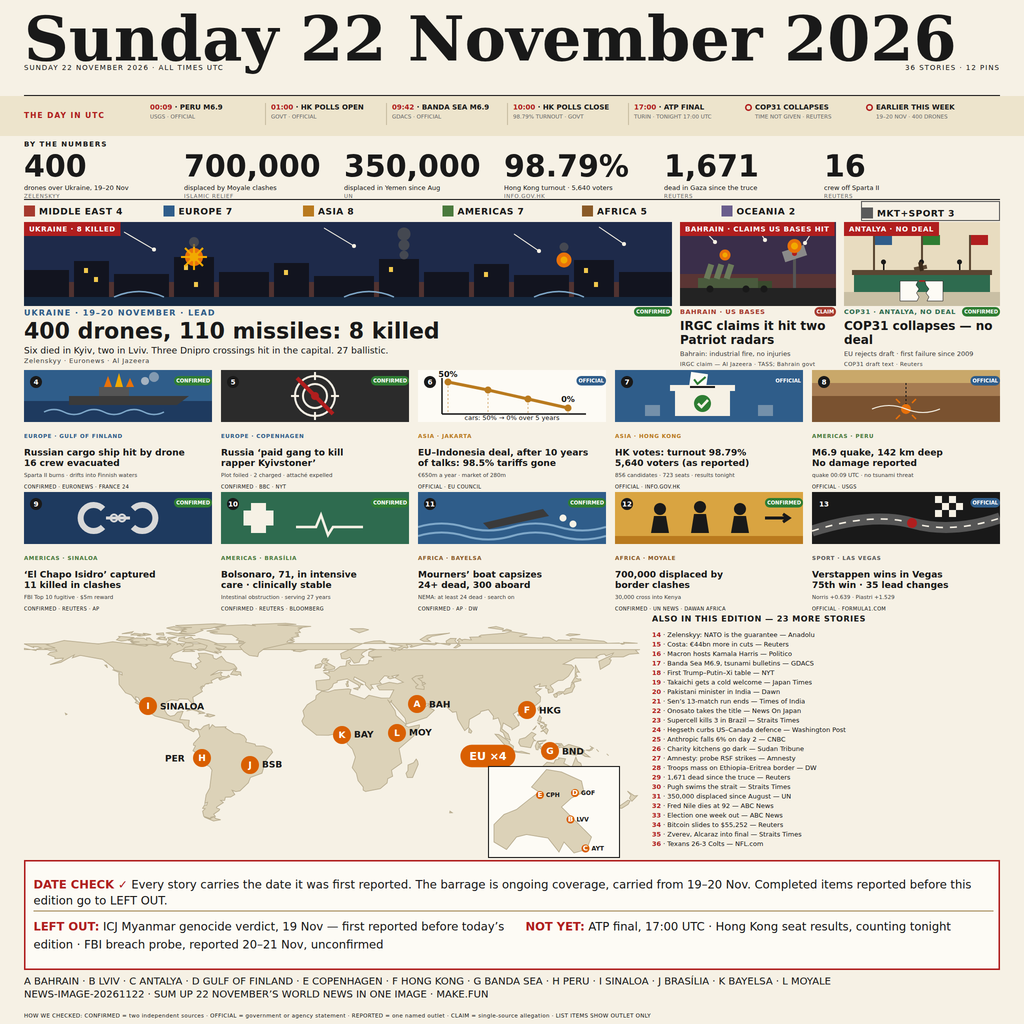 Sunday 22 November 2026
SUNDAY 22 NOVEMBER 2026 · ALL TIMES UTC
36 STORIES · 12 PINS
THE DAY IN UTC
00:09 · PERU M6.9
USGS · OFFICIAL
01:00 · HK POLLS OPEN
GOVT · OFFICIAL
09:42 · BANDA SEA M6.9
GDACS · OFFICIAL
10:00 · HK POLLS CLOSE
98.79% TURNOUT · GOVT
17:00 · ATP FINAL
TURIN · TONIGHT 17:00 UTC
COP31 COLLAPSES
TIME NOT GIVEN · REUTERS
EARLIER THIS WEEK
19–20 NOV · 400 DRONES
BY THE NUMBERS
400
drones over Ukraine, 19–20 Nov
ZELENSKYY
700,000
displaced by Moyale clashes
ISLAMIC RELIEF
350,000
displaced in Yemen since Aug
UN
98.79%
Hong Kong turnout · 5,640 voters
INFO.GOV.HK
1,671
dead in Gaza since the truce
REUTERS
16
crew off Sparta II
REUTERS
MIDDLE EAST 4
EUROPE 7
ASIA 8
AMERICAS 7
AFRICA 5
OCEANIA 2
MKT+SPORT 3
UKRAINE · 8 KILLED
UKRAINE · 19–20 NOVEMBER · LEAD
CONFIRMED
400 drones, 110 missiles: 8 killed
Six died in Kyiv, two in Lviv. Three Dnipro crossings hit in the capital. 27 ballistic.
Zelenskyy · Euronews · Al Jazeera
BAHRAIN · CLAIMS US BASES HIT
BAHRAIN · US BASES
CLAIM
IRGC claims it hit two
Patriot radars
Bahrain: industrial fire, no injuries
IRGC claim — Al Jazeera · TASS; Bahrain govt
ANTALYA · NO DEAL
COP31 · ANTALYA, NO DEAL
CONFIRMED
COP31 collapses — no
deal
EU rejects draft · first failure since 2009
COP31 draft text · Reuters
4
CONFIRMED
EUROPE · GULF OF FINLAND
Russian cargo ship hit by drone
16 crew evacuated
Sparta II burns · drifts into Finnish waters
CONFIRMED · EURONEWS · FRANCE 24
5
CONFIRMED
EUROPE · COPENHAGEN
Russia ‘paid gang to kill
rapper Kyivstoner’
Plot foiled · 2 charged · attaché expelled
CONFIRMED · BBC · NYT
6
50%
0%
cars: 50% → 0% over 5 years
OFFICIAL
ASIA · JAKARTA
EU–Indonesia deal, after 10 years
of talks: 98.5% tariffs gone
€650m a year · market of 280m
OFFICIAL · EU COUNCIL
7
OFFICIAL
ASIA · HONG KONG
HK votes: turnout 98.79%
5,640 voters (as reported)
856 candidates · 723 seats · results tonight
OFFICIAL · INFO.GOV.HK
8
OFFICIAL
AMERICAS · PERU
M6.9 quake, 142 km deep
No damage reported
quake 00:09 UTC · no tsunami threat
OFFICIAL · USGS
9
CONFIRMED
AMERICAS · SINALOA
‘El Chapo Isidro’ captured
11 killed in clashes
FBI Top 10 fugitive · $5m reward
CONFIRMED · REUTERS · AP
10
CONFIRMED
AMERICAS · BRASÍLIA
Bolsonaro, 71, in intensive
care · clinically stable
Intestinal obstruction · serving 27 years
CONFIRMED · REUTERS · BLOOMBERG
11
CONFIRMED
AFRICA · BAYELSA
Mourners’ boat capsizes
24+ dead, 300 aboard
NEMA: at least 24 dead · search on
CONFIRMED · AP · DW
12
CONFIRMED
AFRICA · MOYALE
700,000 displaced by
border clashes
30,000 cross into Kenya
CONFIRMED · UN NEWS · DAWAN AFRICA
13
OFFICIAL
SPORT · LAS VEGAS
Verstappen wins in Vegas
75th win · 35 lead changes
Norris +0.639 · Piastri +1.529
OFFICIAL · FORMULA1.COM
I SINALOA
PER H
J BSB
K BAY
A BAH
L MOY
F HKG
EU ×4
G BND
E CPH
D GOF
B LVV
C AYT
ALSO IN THIS EDITION — 23 MORE STORIES
14 · Zelenskyy: NATO is the guarantee — Anadolu
15 · Costa: €44bn more in cuts — Reuters
16 · Macron hosts Kamala Harris — Politico
17 · Banda Sea M6.9, tsunami bulletins — GDACS
18 · First Trump–Putin–Xi table — NYT
19 · Takaichi gets a cold welcome — Japan Times
20 · Pakistani minister in India — Dawn
21 · Sen’s 13-match run ends — Times of India
22 · Onosato takes the title — News On Japan
23 · Supercell kills 3 in Brazil — Straits Times
24 · Hegseth curbs US–Canada defence — Washington Post
25 · Anthropic falls 6% on day 2 — CNBC
26 · Charity kitchens go dark — Sudan Tribune
27 · Amnesty: probe RSF strikes — Amnesty
28 · Troops mass on Ethiopia–Eritrea border — DW
29 · 1,671 dead since the truce — Reuters
30 · Pugh swims the strait — Straits Times
31 · 350,000 displaced since August — UN
32 · Fred Nile dies at 92 — ABC News
33 · Election one week out — ABC News
34 · Bitcoin slides to $55,252 — Reuters
35 · Zverev, Alcaraz into final — Straits Times
36 · Texans 26-3 Colts — NFL.com
DATE CHECK ✓ Every story carries the date it was first reported. The barrage is ongoing coverage, carried from 19–20 Nov. Completed items reported before this
edition go to LEFT OUT.
LEFT OUT: ICJ Myanmar genocide verdict, 19 Nov — first reported before today’s
edition · FBI breach probe, reported 20–21 Nov, unconfirmed
NOT YET: ATP final, 17:00 UTC · Hong Kong seat results, counting tonight
A BAHRAIN · B LVIV · C ANTALYA · D GULF OF FINLAND · E COPENHAGEN · F HONG KONG · G BANDA SEA · H PERU · I SINALOA · J BRASÍLIA · K BAYELSA · L MOYALE
NEWS-IMAGE-20261122 · SUM UP 22 NOVEMBER’S WORLD NEWS IN ONE IMAGE · MAKE.FUN
HOW WE CHECKED: CONFIRMED = two independent sources · OFFICIAL = government or agency statement · REPORTED = one named outlet · CLAIM = single-source allegation · LIST ITEMS SHOW OUTLET ONLY